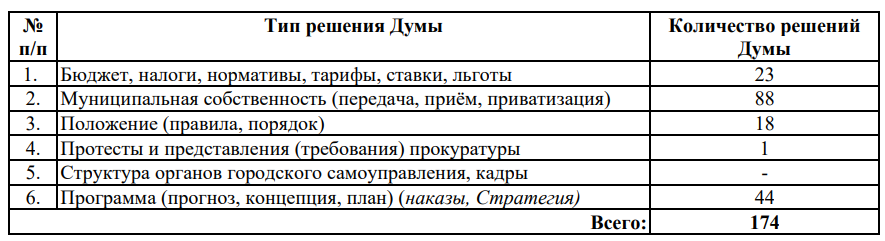 № п/п Тип решения Думы Количество решений Думы
1. Бюджет, налоги, нормативы, тарифы, ставки, льготы 23
2. Муниципальная собственность (передача, приём, приватизация) 88
3. Положение (правила, порядок) 18
4. Протесты и представления (требования) прокуратуры 1
5. Структура органов городского самоуправления, кадры -
6. Программа (прогноз, концепция, план) (наказы, Стратегия) 44
Всего: 174